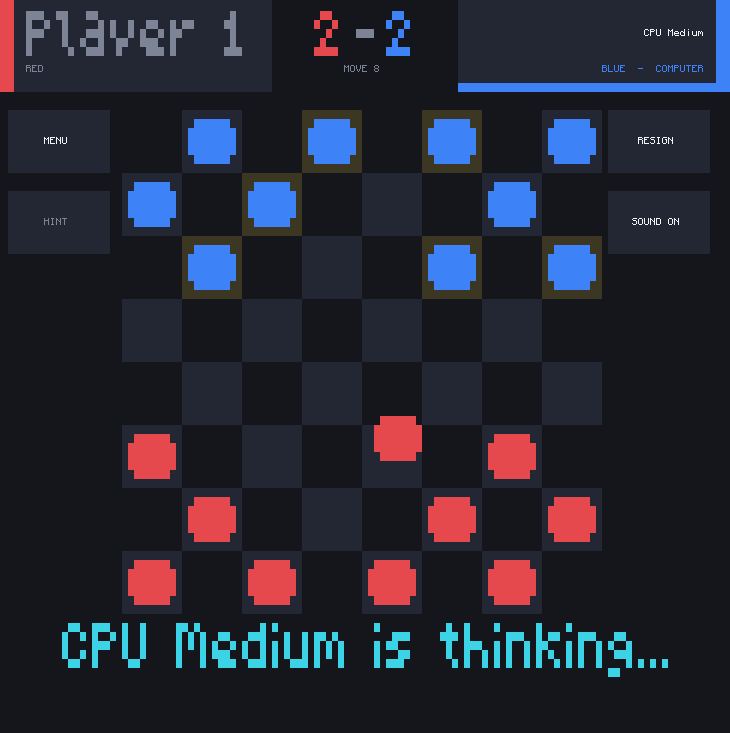 Player 1
RED
2 - 2
MOVE 8
CPU Medium
BLUE - COMPUTER
MENU
HINT
RESIGN
SOUND ON
CPU Medium is thinking...